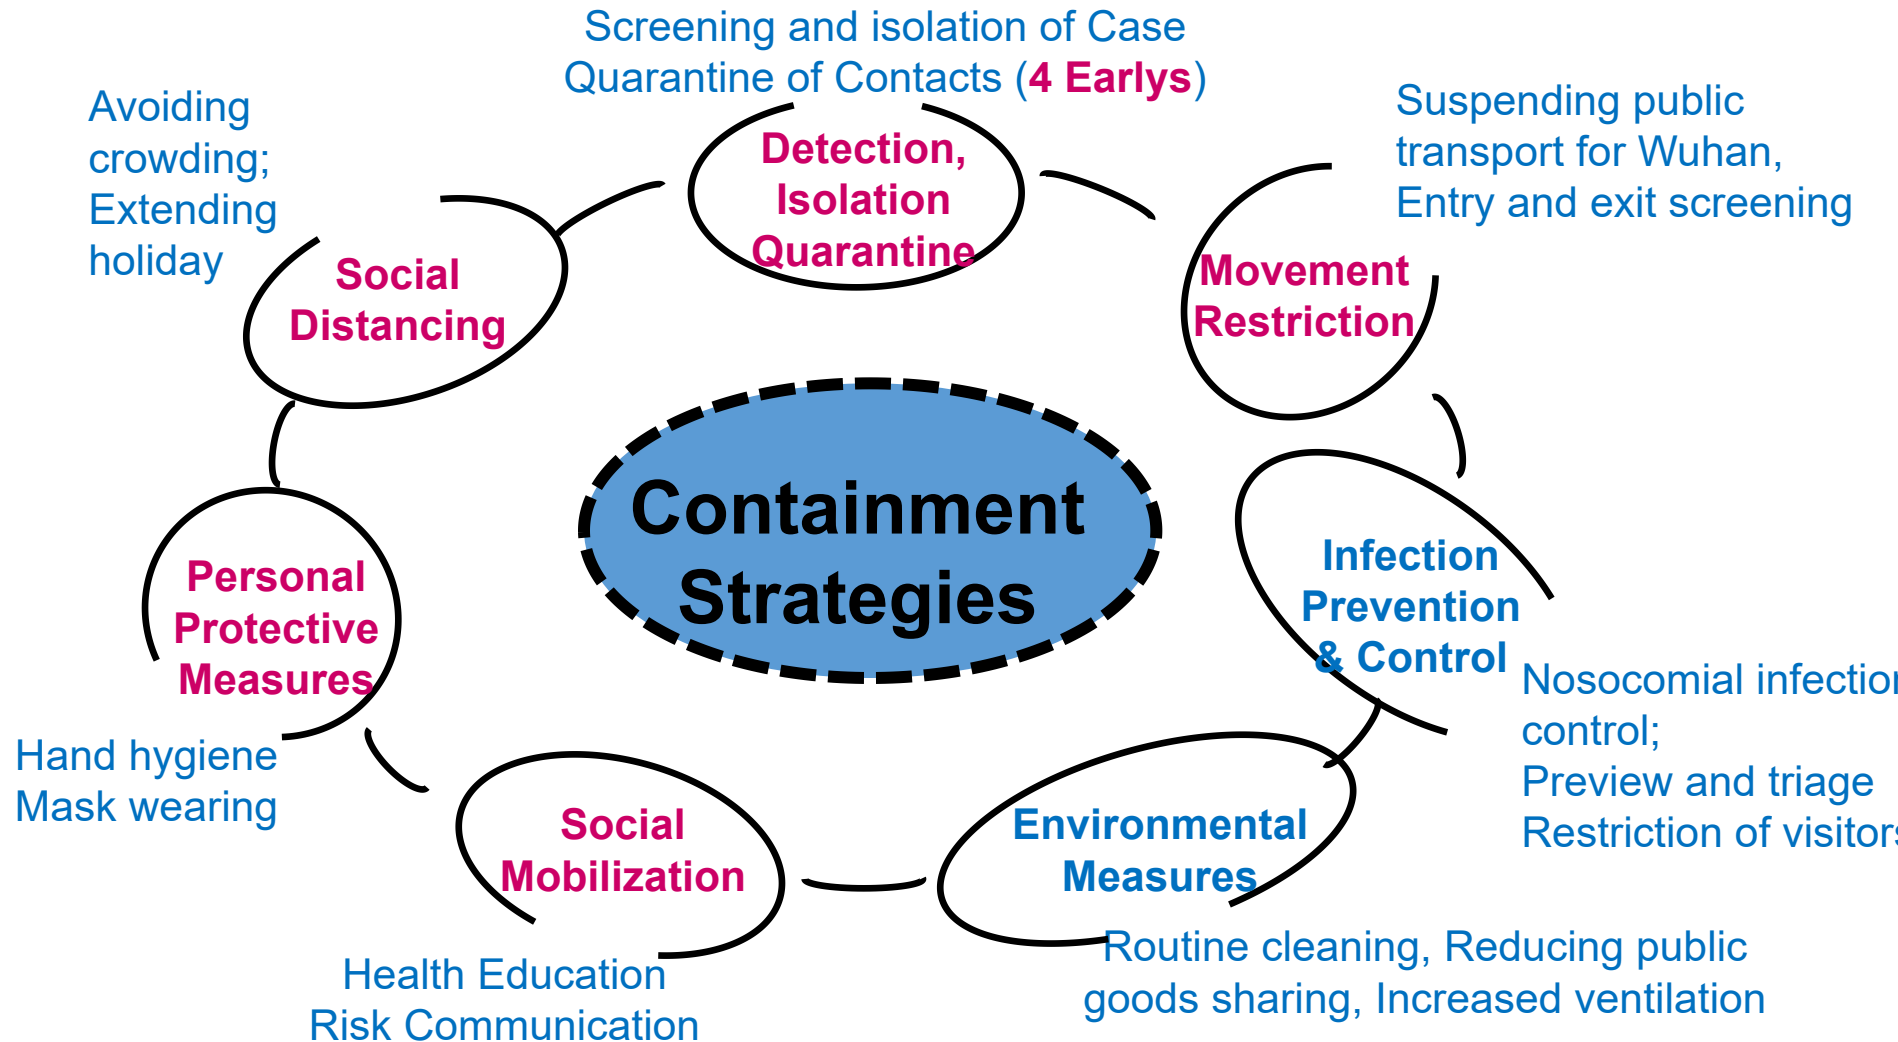 Screening and isolation of Case
Quarantine of Contacts (4 Earlys)
Detection,
Isolation
Quarantine
Suspending public
transport for Wuhan,
Entry and exit screening
Movement
Restriction
Infection
Prevention
& Control
Nosocomial infection
control;
Preview and triage
Restriction of visitors
Environmental
Measures
Routine cleaning, Reducing public
goods sharing, Increased ventilation
Social
Mobilization
Health Education
Risk Communication
Personal
Protective
Measures
Hand hygiene
Mask wearing
Social
Distancing
Avoiding
crowding;
Extending
holiday
Containment
Strategies